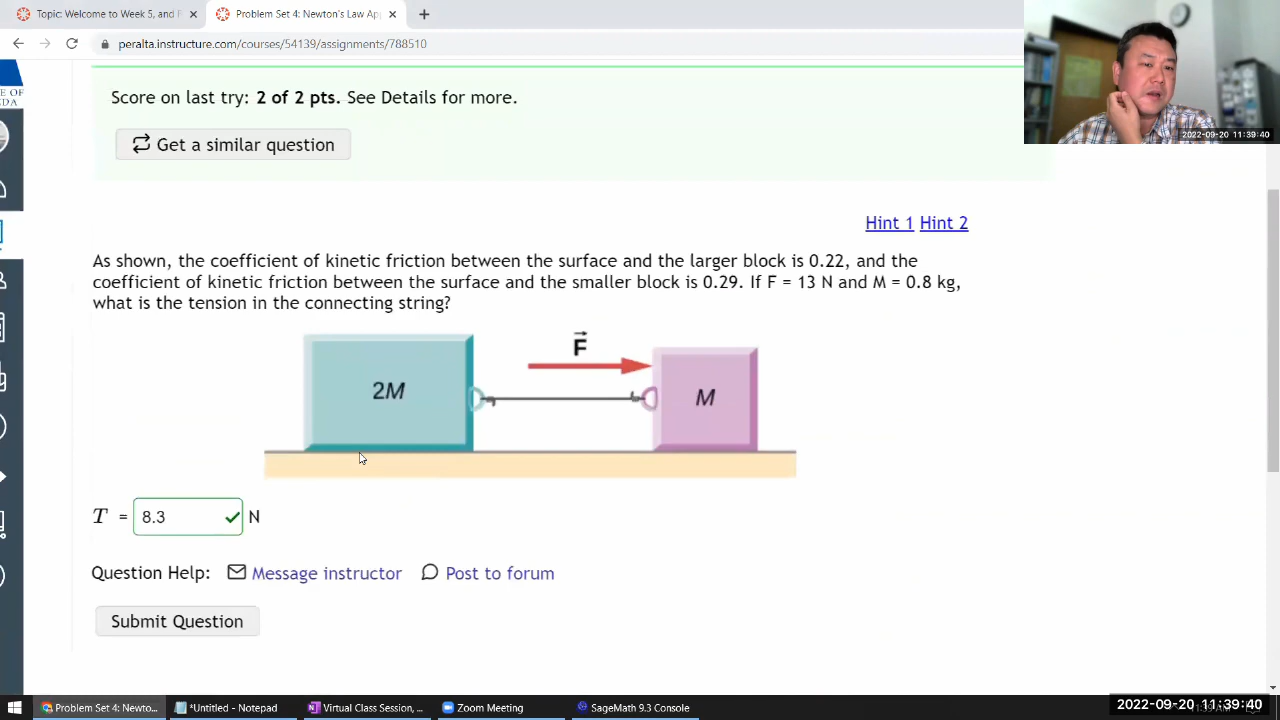 Topic: Welcome to Week 5, and F
Problem Set 4: Newton's Law Ap
peralta.instructure.com/courses/54139/assignments/788510
2022-09-20 11:39:40
Score on last try: 2 of 2 pts. See Details for more.
Get a similar question
Hint 1 Hint 2
As shown, the coefficient of kinetic friction between the surface and the larger block is 0.22, and the
coefficient of kinetic friction between the surface and the smaller block is 0.29. If F = 13 N and M = 0.8 kg,
what is the tension in the connecting string?
F
2M
M
T = 8.3 N
Question Help: Message instructor Post to forum
Submit Question
Problem Set 4: Newto...
*Untitled - Notepad
Virtual Class Session, ...
Zoom Meeting
SageMath 9.3 Console
2022-09-20 11:39:40